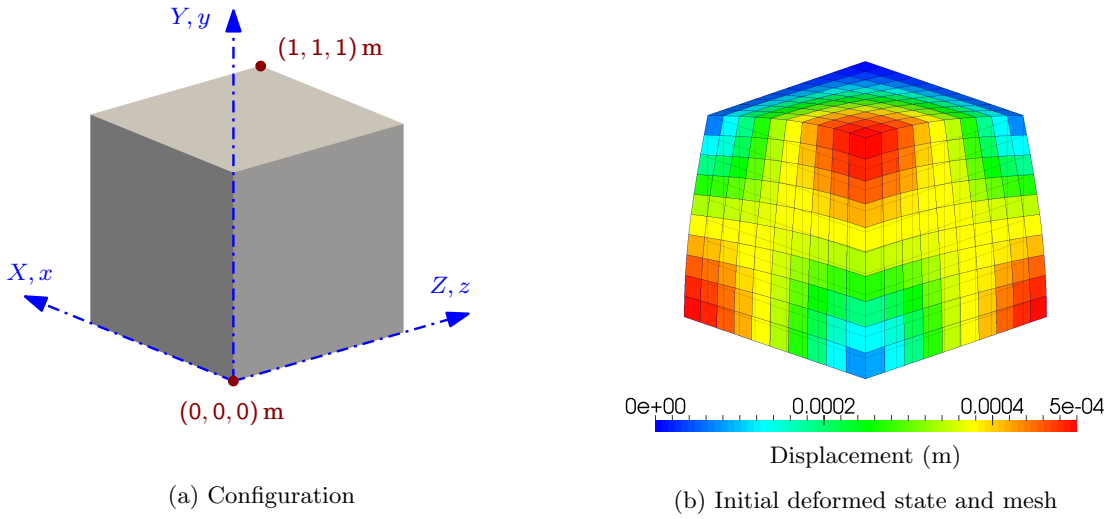 Y, y
(1, 1, 1) m
X, x
Z, z
(0, 0, 0) m
(a) Configuration
0e+00 0.0002 0.0004 5e-04
Displacement (m)
(b) Initial deformed state and mesh